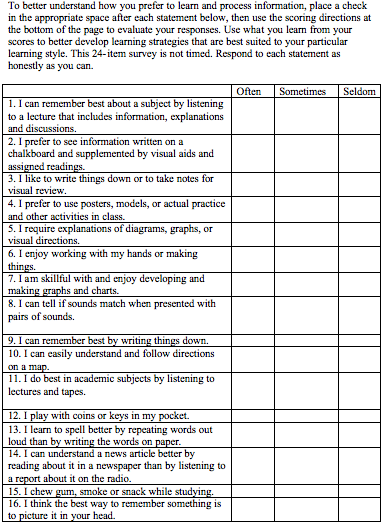 To better understand how you prefer to learn and process information, place a check
in the appropriate space after each statement below, then use the scoring directions at
the bottom of the page to evaluate your responses. Use what you learn from your
scores to better develop learning strategies that are best suited to your particular
learning style. This 24-item survey is not timed. Respond to each statement as
honestly as you can.
Often Sometimes Seldom
1. I can remember best about a subject by listening
to a lecture that includes information, explanations
and discussions.
2. I prefer to see information written on a
chalkboard and supplemented by visual aids and
assigned readings.
3. I like to write things down or to take notes for
visual review.
4. I prefer to use posters, models, or actual practice
and other activities in class.
5. I require explanations of diagrams, graphs, or
visual directions.
6. I enjoy working with my hands or making
things.
7. I am skillful with and enjoy developing and
making graphs and charts.
8. I can tell if sounds match when presented with
pairs of sounds.
9. I can remember best by writing things down.
10. I can easily understand and follow directions
on a map.
11. I do best in academic subjects by listening to
lectures and tapes.
12. I play with coins or keys in my pocket.
13. I learn to spell better by repeating words out
loud than by writing the words on paper.
14. I can understand a news article better by
reading about it in a newspaper than by listening to
a report about it on the radio.
15. I chew gum, smoke or snack while studying.
16. I think the best way to remember something is
to picture it in your head.